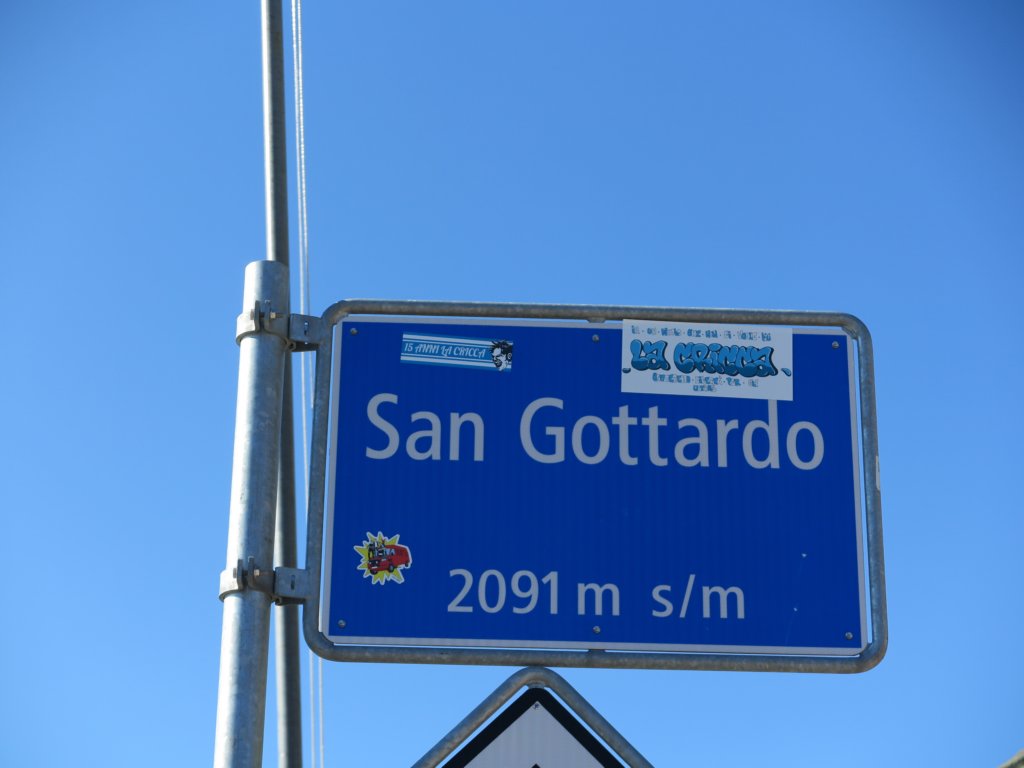 15 ANNI LA CRICCA
LA CRICCA
San Gottardo
2091 m s/m